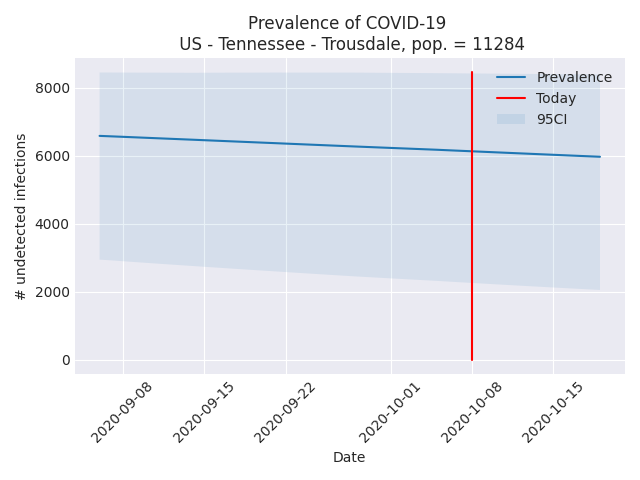 Prevalence of COVID-19
US - Tennessee - Trousdale, pop. = 11284
Prevalence
Today
95CI
# undetected infections
8000
6000
4000
2000
0
2020-09-08
2020-09-15
2020-09-22
2020-10-01
2020-10-08
2020-10-15
Date